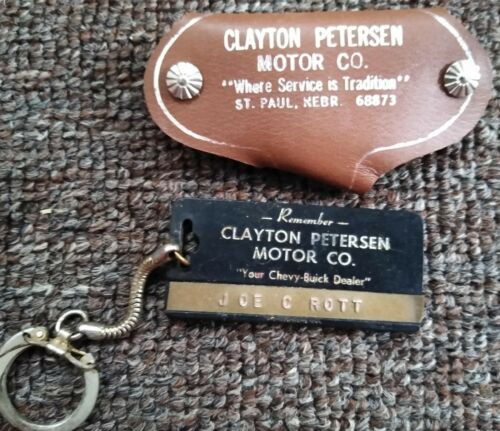 CLAYTON PETERSEN
MOTOR CO.
"Where Service is Tradition"
ST. PAUL, NEBR. 68873
— Remember —
CLAYTON PETERSEN
MOTOR CO.
"Your Chevy-Buick Dealer"
JOE C ROTT